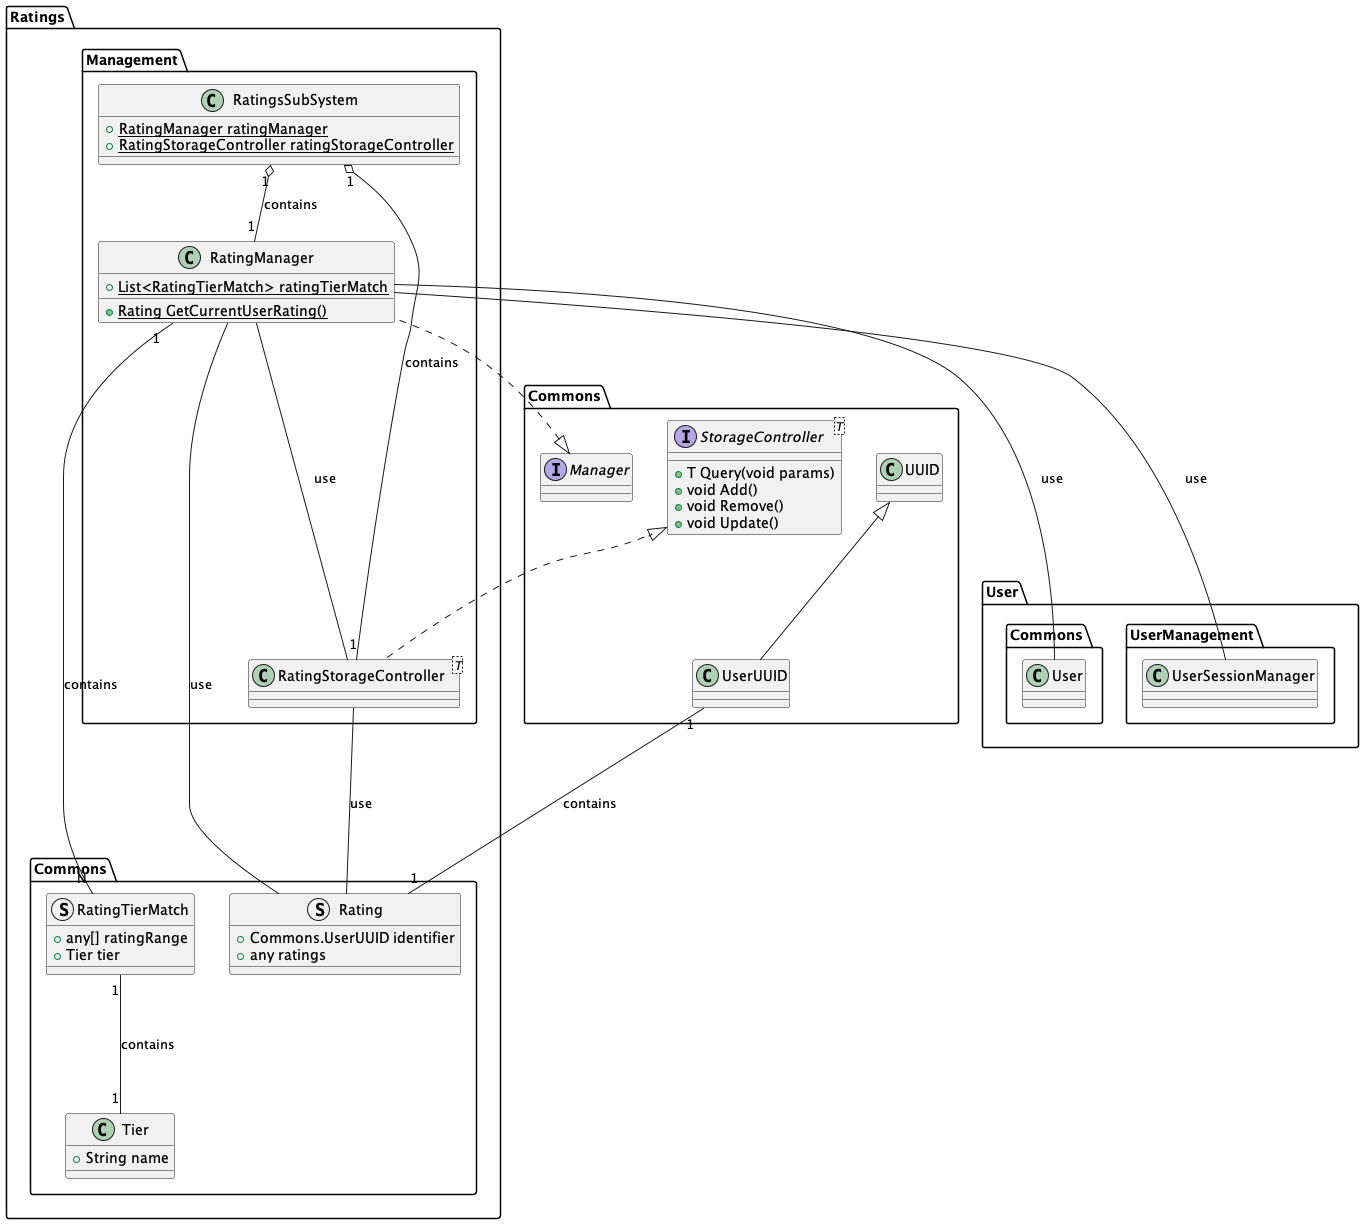 Ratings
Management
C RatingsSubSystem
RatingManager ratingManager
RatingStorageController ratingStorageController
1
1
contains
1
C RatingManager
List<RatingTierMatch> ratingTierMatch
Rating GetCurrentUserRating()
1
contains
Commons
StorageController
T
I
T Query(void params)
void Add()
void Remove()
void Update()
I Manager
C UUID
use
use
use
User
Commons
UserManagement
C User
C UserSessionManager
1
C RatingStorageController
T
C UserUUID
contains
use
1
use
contains
Commons
1
S RatingTierMatch
any[] ratingRange
Tier tier
S Rating
Commons.UserUUID identifier
any ratings
1
contains
1
C Tier
String name